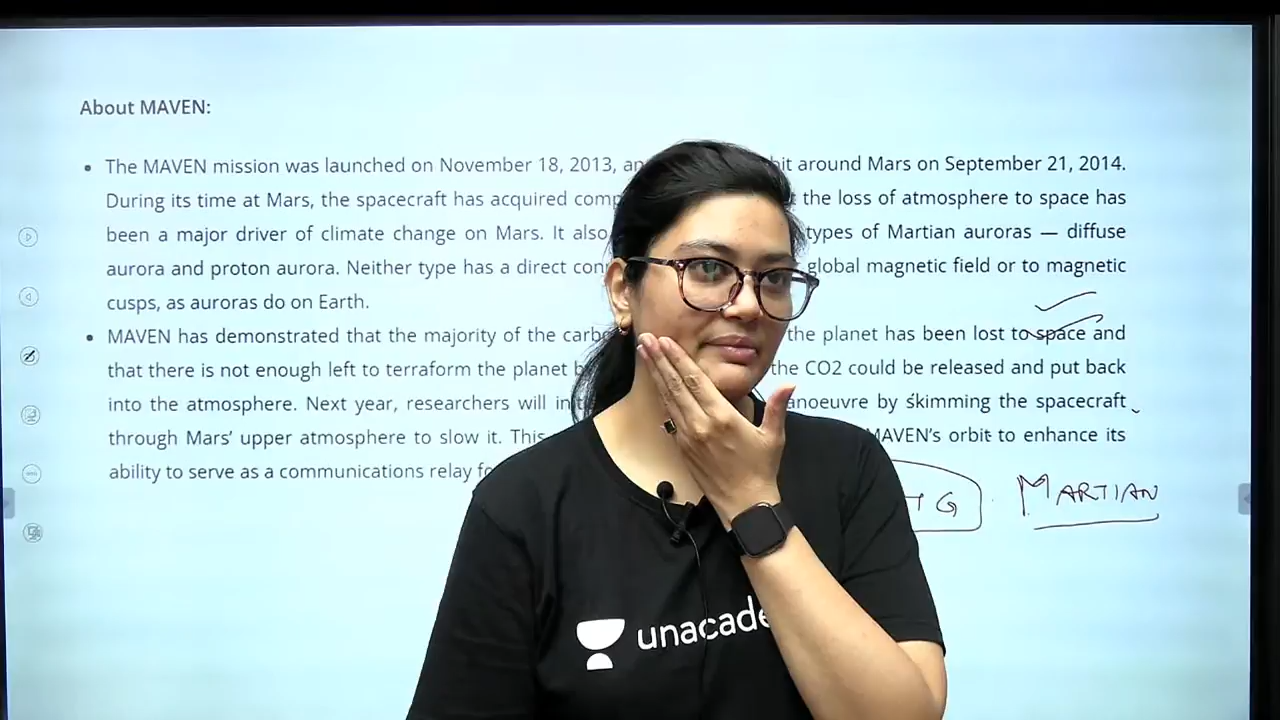 About MAVEN:
• The MAVEN mission was launched on November 18, 2013, an hit around Mars on September 21, 2014.
During its time at Mars, the spacecraft has acquired comp the loss of atmosphere to space has
been a major driver of climate change on Mars. It also types of Martian auroras — diffuse
aurora and proton aurora. Neither type has a direct con global magnetic field or to magnetic
cusps, as auroras do on Earth.
• MAVEN has demonstrated that the majority of the carb the planet has been lost to space and
that there is not enough left to terraform the planet b the CO2 could be released and put back
into the atmosphere. Next year, researchers will in anoeuvre by skimming the spacecraft
through Mars’ upper atmosphere to slow it. This MAVEN’s orbit to enhance its
ability to serve as a communications relay fo
G MARTIAN
unacade